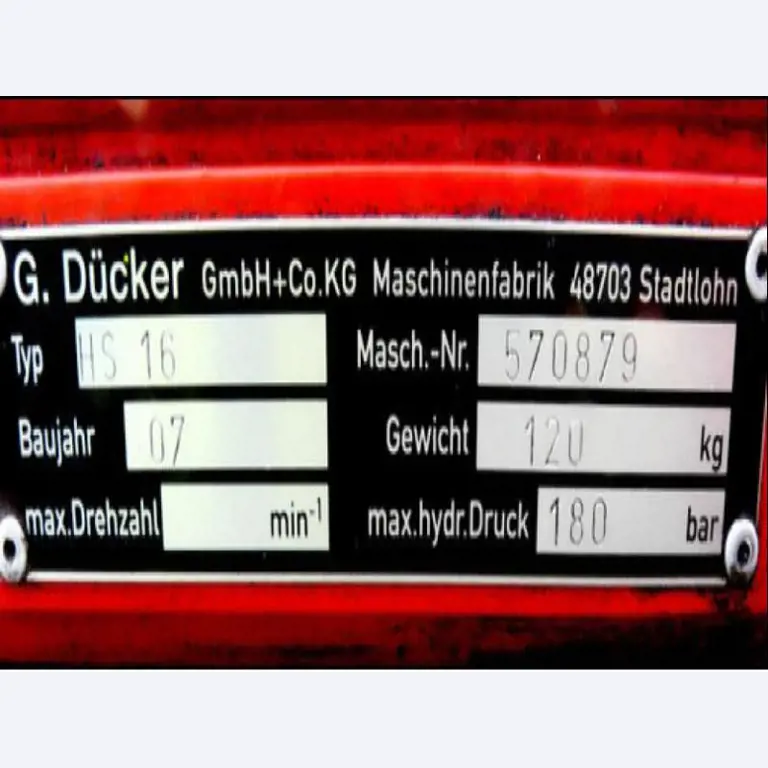 G. Dücker GmbH+Co.KG Maschinenfabrik 48703 Stadtlohn
Typ HS 16 Masch.-Nr. 570879
Baujahr 07 Gewicht 120 kg
max.Drehzahl min-¹ max.hydr.Druck 180 bar